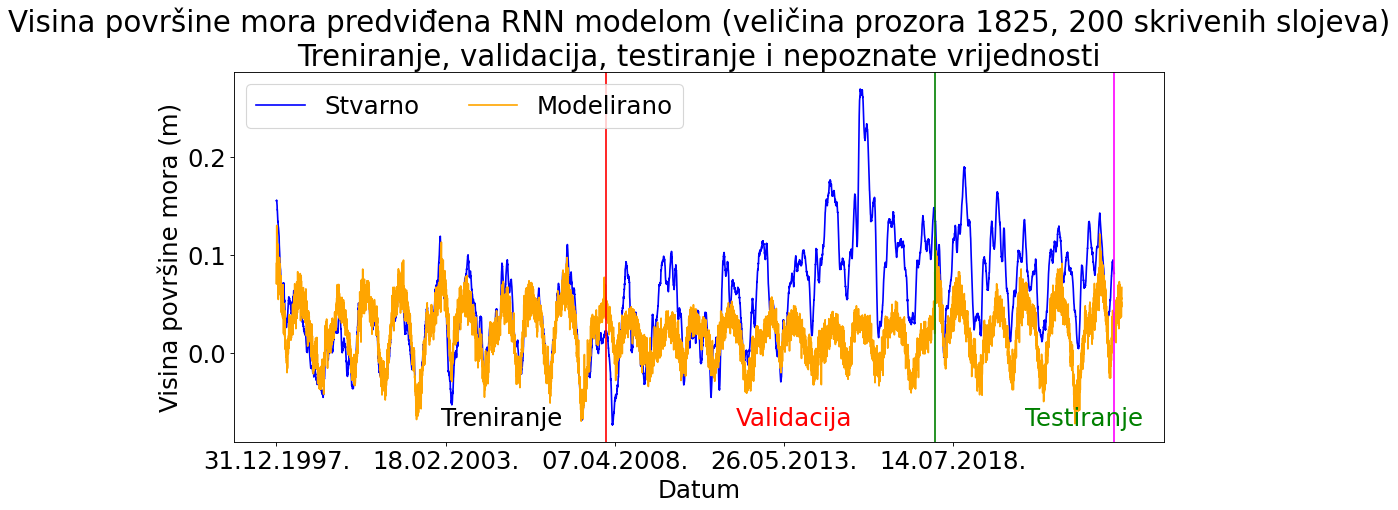 Visina površine mora predviđena RNN modelom (veličina prozora 1825, 200 skrivenih slojeva)
Treniranje, validacija, testiranje i nepoznate vrijednosti
Stvarno Modelirano
Visina površine mora (m)
0.2
0.1
0.0
Treniranje Validacija Testiranje
31.12.1997. 18.02.2003. 07.04.2008. 26.05.2013. 14.07.2018.
Datum